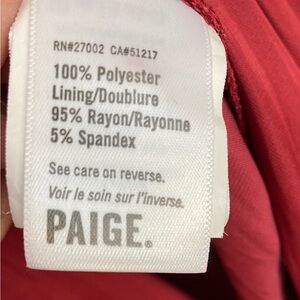 RN#27002 CA#51217
100% Polyester
Lining/Doublure
95% Rayon/Rayonne
5% Spandex
See care on reverse.
Voir le soin sur l'inverse.
PAIGE.